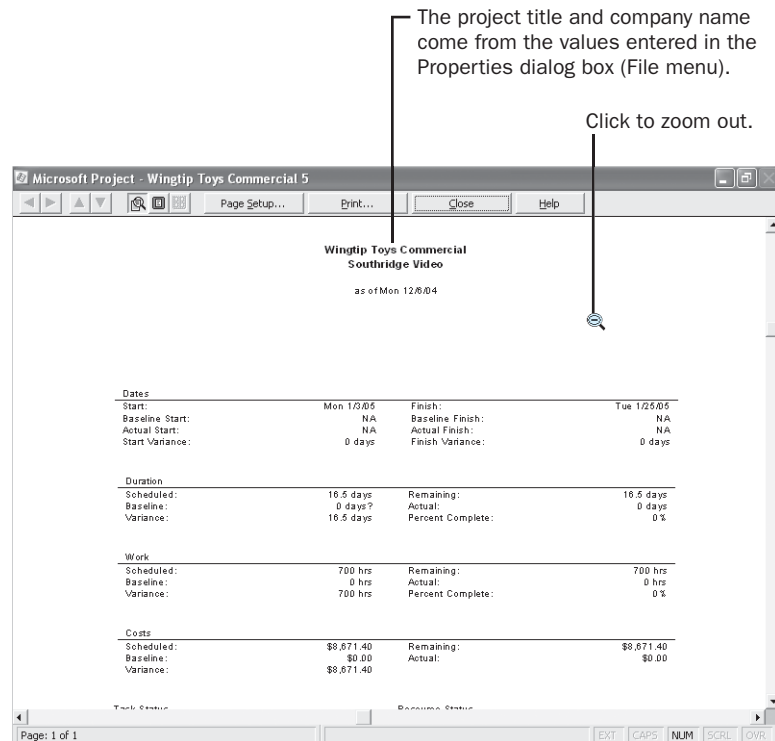 The project title and company name
come from the values entered in the
Properties dialog box (File menu).
Click to zoom out.
Microsoft Project - Wingtip Toys Commercial 5
Page Setup... Print... Close Help
Wingtip Toys Commercial
Southridge Video
as of Mon 12/6/04
Dates
Start: Mon 1/3/05 Finish: Tue 1/25/05
Baseline Start: NA Baseline Finish: NA
Actual Start: NA Actual Finish: NA
Start Variance: 0 days Finish Variance: 0 days
Duration
Scheduled: 16.5 days Remaining: 16.5 days
Baseline: 0 days? Actual: 0 days
Variance: 16.5 days Percent Complete: 0%
Work
Scheduled: 700 hrs Remaining: 700 hrs
Baseline: 0 hrs Actual: 0 hrs
Variance: 700 hrs Percent Complete: 0%
Costs
Scheduled: $8,671.40 Remaining: $8,671.40
Baseline: $0.00 Actual: $0.00
Variance: $8,671.40
Task Status Resource Status
Page: 1 of 1 EXT CAPS NUM SCRL OVR